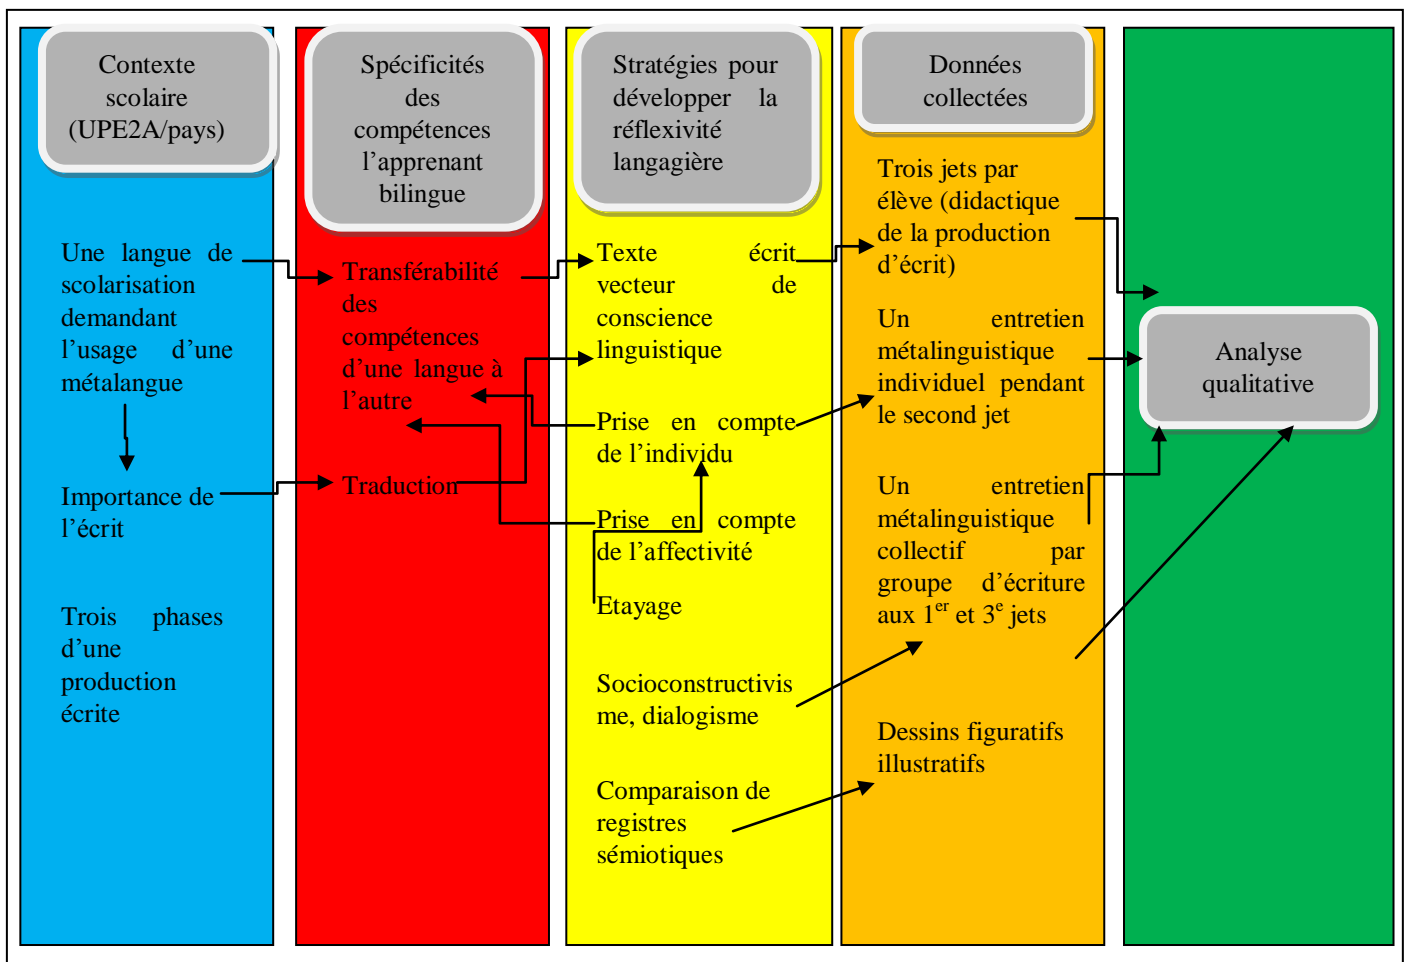 Contexte
scolaire
(UPE2A/pays)
Une langue de
scolarisation
demandant
l’usage d’une
métalangue
Importance de
l’écrit
Trois phases
d’une
production
écrite
Spécificités
des
compétences
l’apprenant
bilingue
Transférabilité
des
compétences
d’une langue à
l’autre
Traduction
Stratégies pour
développer la
réflexivité
langagière
Texte écrit
vecteur de
conscience
linguistique
Prise en compte
de l’individu
Prise en compte
de l’affectivité
Etayage
Socioconstructivis
me, dialogisme
Comparaison de
registres
sémiotiques
Données
collectées
Trois jets par
élève (didactique
de la production
d’écrit)
Un entretien
métalinguistique
individuel pendant
le second jet
Un entretien
métalinguistique
collectif par
groupe d’écriture
aux 1er et 3e jets
Dessins figuratifs
illustratifs
Analyse
qualitative